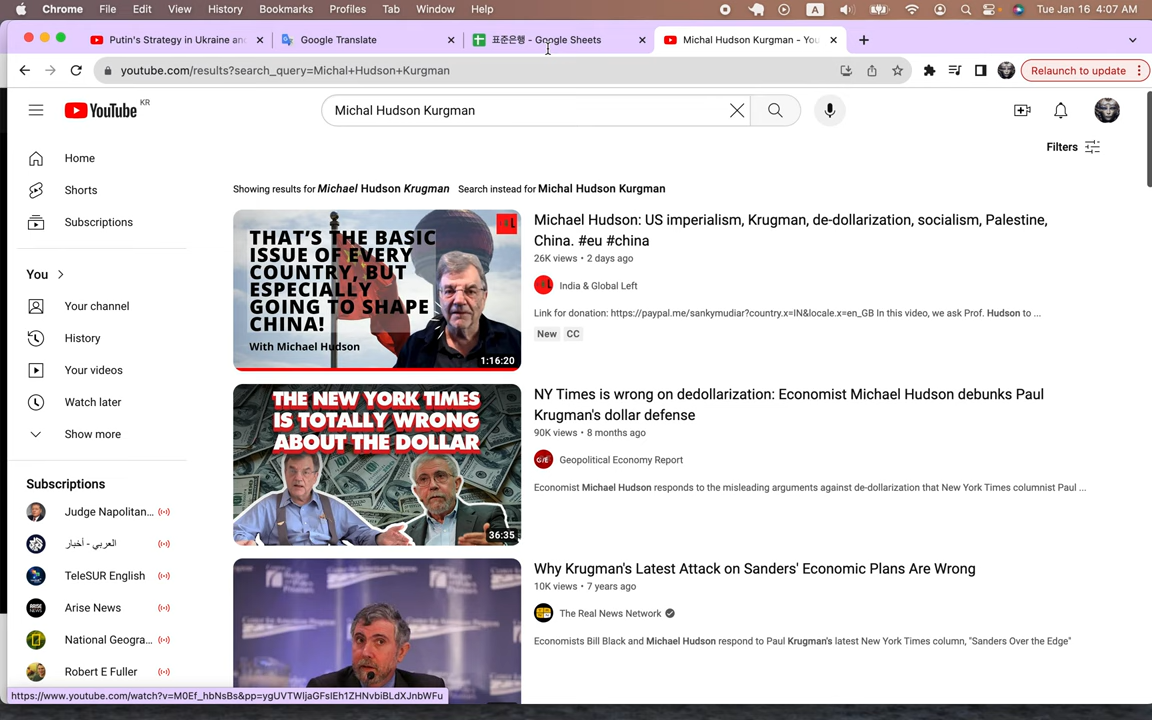 Chrome File Edit View History Bookmarks Profiles Tab Window Help A Tue Jan 16 4:07 AM
Putin's Strategy in Ukraine and Google Translate 표준은행 - Google Sheets Michal Hudson Kurgman - You
youtube.com/results?search_query=Michal+Hudson+Kurgman Relaunch to update
YouTube KR
Michal Hudson Kurgman
Filters
Home
Shorts
Subscriptions
You
Your channel
History
Your videos
Watch later
Show more
Subscriptions
Judge Napolitan...
العربي - أخبار
TeleSUR English
Arise News
National Geogra...
Robert E Fuller
Showing results for Michael Hudson Krugman Search instead for Michal Hudson Kurgman
THAT'S THE BASIC
ISSUE OF EVERY
COUNTRY, BUT
ESPECIALLY
GOING TO SHAPE
CHINA!
With Michael Hudson
1:16:20
Michael Hudson: US imperialism, Krugman, de-dollarization, socialism, Palestine,
China. #eu #china
26K views • 2 days ago
India & Global Left
Link for donation: https://paypal.me/sankymudiar?country.x=IN&locale.x=en_GB In this video, we ask Prof. Hudson to ...
New CC
THE NEW YORK TIMES
IS TOTALLY WRONG
ABOUT THE DOLLAR
36:35
NY Times is wrong on dedollarization: Economist Michael Hudson debunks Paul
Krugman's dollar defense
90K views • 8 months ago
Geopolitical Economy Report
Economist Michael Hudson responds to the misleading arguments against de-dollarization that New York Times columnist Paul ...
Why Krugman's Latest Attack on Sanders' Economic Plans Are Wrong
10K views • 7 years ago
The Real News Network
Economists Bill Black and Michael Hudson respond to Paul Krugman's latest New York Times column, "Sanders Over the Edge"
https://www.youtube.com/watch?v=M0Ef_hbNsBs&pp=ygUVTWljaGFsIEh1ZHNvbiBLdXJnbWFu